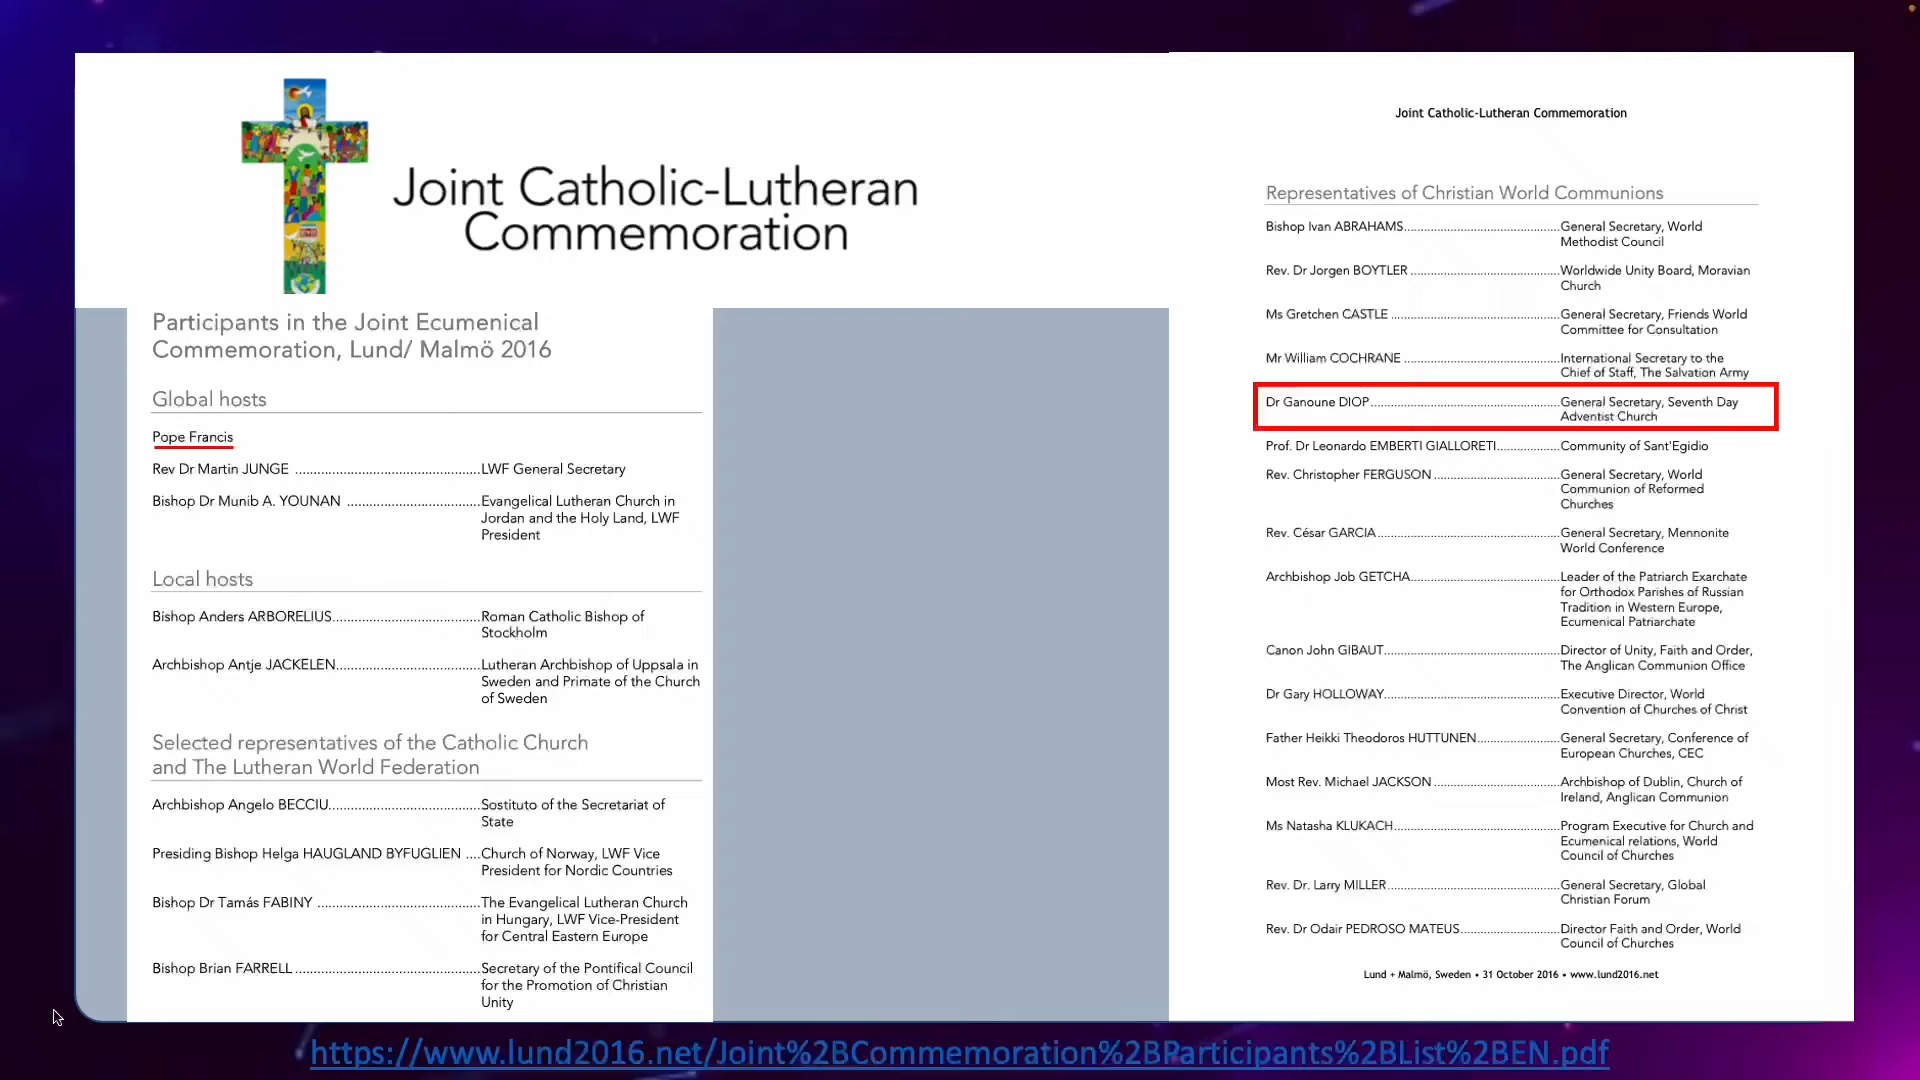 Joint Catholic-Lutheran
Commemoration
Participants in the Joint Ecumenical
Commemoration, Lund/ Malmö 2016
Global hosts
Pope Francis
Rev Dr Martin JUNGE ................................................LWF General Secretary
Bishop Dr Munib A. YOUNAN ...................................Evangelical Lutheran Church in
Jordan and the Holy Land, LWF
President
Local hosts
Bishop Anders ARBORELIUS.......................................Roman Catholic Bishop of
Stockholm
Archbishop Antje JACKELEN......................................Lutheran Archbishop of Uppsala in
Sweden and Primate of the Church
of Sweden
Selected representatives of the Catholic Church
and The Lutheran World Federation
Archbishop Angelo BECCIU........................................Sostituto of the Secretariat of
State
Presiding Bishop Helga HAUGLAND BYFUGLIEN ....Church of Norway, LWF Vice
President for Nordic Countries
Bishop Dr Tamás FABINY ...........................................The Evangelical Lutheran Church
in Hungary, LWF Vice-President
for Central Eastern Europe
Bishop Brian FARRELL .................................................Secretary of the Pontifical Council
for the Promotion of Christian
Unity
Joint Catholic-Lutheran Commemoration
Representatives of Christian World Communions
Bishop Ivan ABRAHAMS...............................................General Secretary, World
Methodist Council
Rev. Dr Jorgen BOYTLER .............................................Worldwide Unity Board, Moravian
Church
Ms Gretchen CASTLE ...................................................General Secretary, Friends World
Committee for Consultation
Mr William COCHRANE ...............................................International Secretary to the
Chief of Staff, The Salvation Army
Dr Ganoune DIOP.........................................................General Secretary, Seventh Day
Adventist Church
Prof. Dr Leonardo EMBERTI GIALLORETI...................Community of Sant'Egidio
Rev. Christopher FERGUSON ......................................General Secretary, World
Communion of Reformed
Churches
Rev. César GARCIA.......................................................General Secretary, Mennonite
World Conference
Archbishop Job GETCHA.............................................Leader of the Patriarch Exarchate
for Orthodox Parishes of Russian
Tradition in Western Europe,
Ecumenical Patriarchate
Canon John GIBAUT.....................................................Director of Unity, Faith and Order,
The Anglican Communion Office
Dr Gary HOLLOWAY.....................................................Executive Director, World
Convention of Churches of Christ
Father Heikki Theodoros HUTTUNEN.........................General Secretary, Conference of
European Churches, CEC
Most Rev. Michael JACKSON ......................................Archbishop of Dublin, Church of
Ireland, Anglican Communion
Ms Natasha KLUKACH..................................................Program Executive for Church and
Ecumenical relations, World
Council of Churches
Rev. Dr. Larry MILLER....................................................General Secretary, Global
Christian Forum
Rev. Dr Odair PEDROSO MATEUS..............................Director Faith and Order, World
Council of Churches
Lund + Malmö, Sweden • 31 October 2016 • www.lund2016.net
https://www.lund2016.net/Joint%2BCommemoration%2BParticipants%2BList%2BEN.pdf